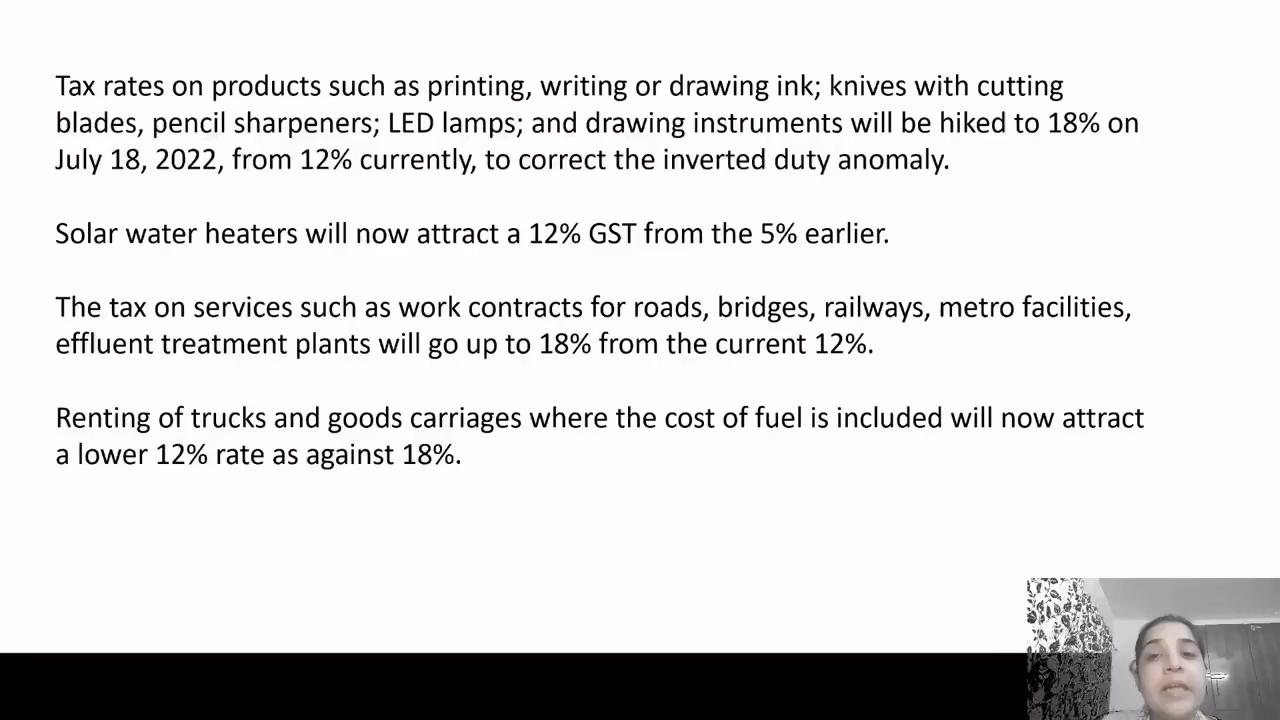 Tax rates on products such as printing, writing or drawing ink; knives with cutting
blades, pencil sharpeners; LED lamps; and drawing instruments will be hiked to 18% on
July 18, 2022, from 12% currently, to correct the inverted duty anomaly.
Solar water heaters will now attract a 12% GST from the 5% earlier.
The tax on services such as work contracts for roads, bridges, railways, metro facilities,
effluent treatment plants will go up to 18% from the current 12%.
Renting of trucks and goods carriages where the cost of fuel is included will now attract
a lower 12% rate as against 18%.